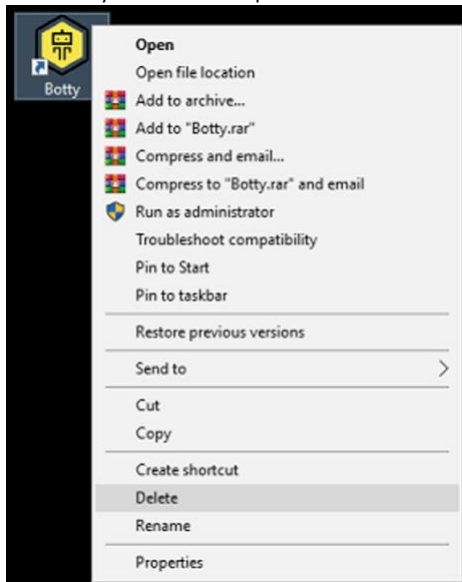 Botty
Open
Open file location
Add to archive...
Add to "Botty.rar"
Compress and email...
Compress to "Botty.rar" and email
Run as administrator
Troubleshoot compatibility
Pin to Start
Pin to taskbar
Restore previous versions
Send to
Cut
Copy
Create shortcut
Delete
Rename
Properties